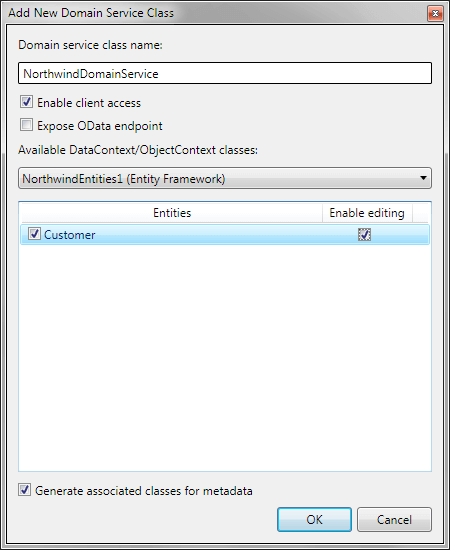 Add New Domain Service Class
Domain service class name:
NorthwindDomainService
Enable client access
Expose OData endpoint
Available DataContext/ObjectContext classes:
NorthwindEntities1 (Entity Framework)
Entities Enable editing
Customer
Generate associated classes for metadata
OK Cancel